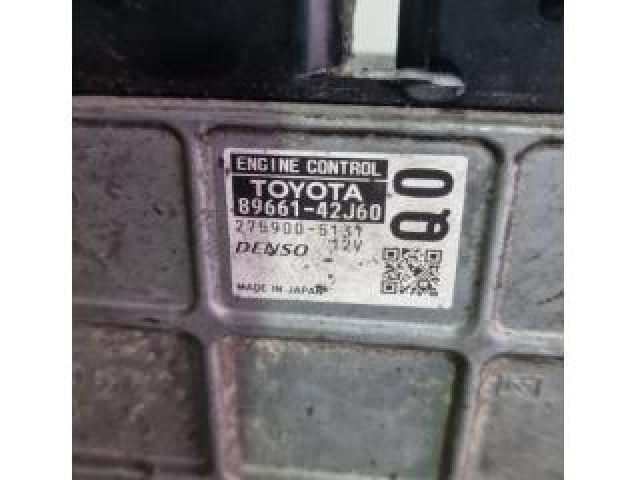 ENGINE CONTROL
TOYOTA
89661-42J60
275900-5131
DENSO 12V
MADE IN JAPAN
Q0